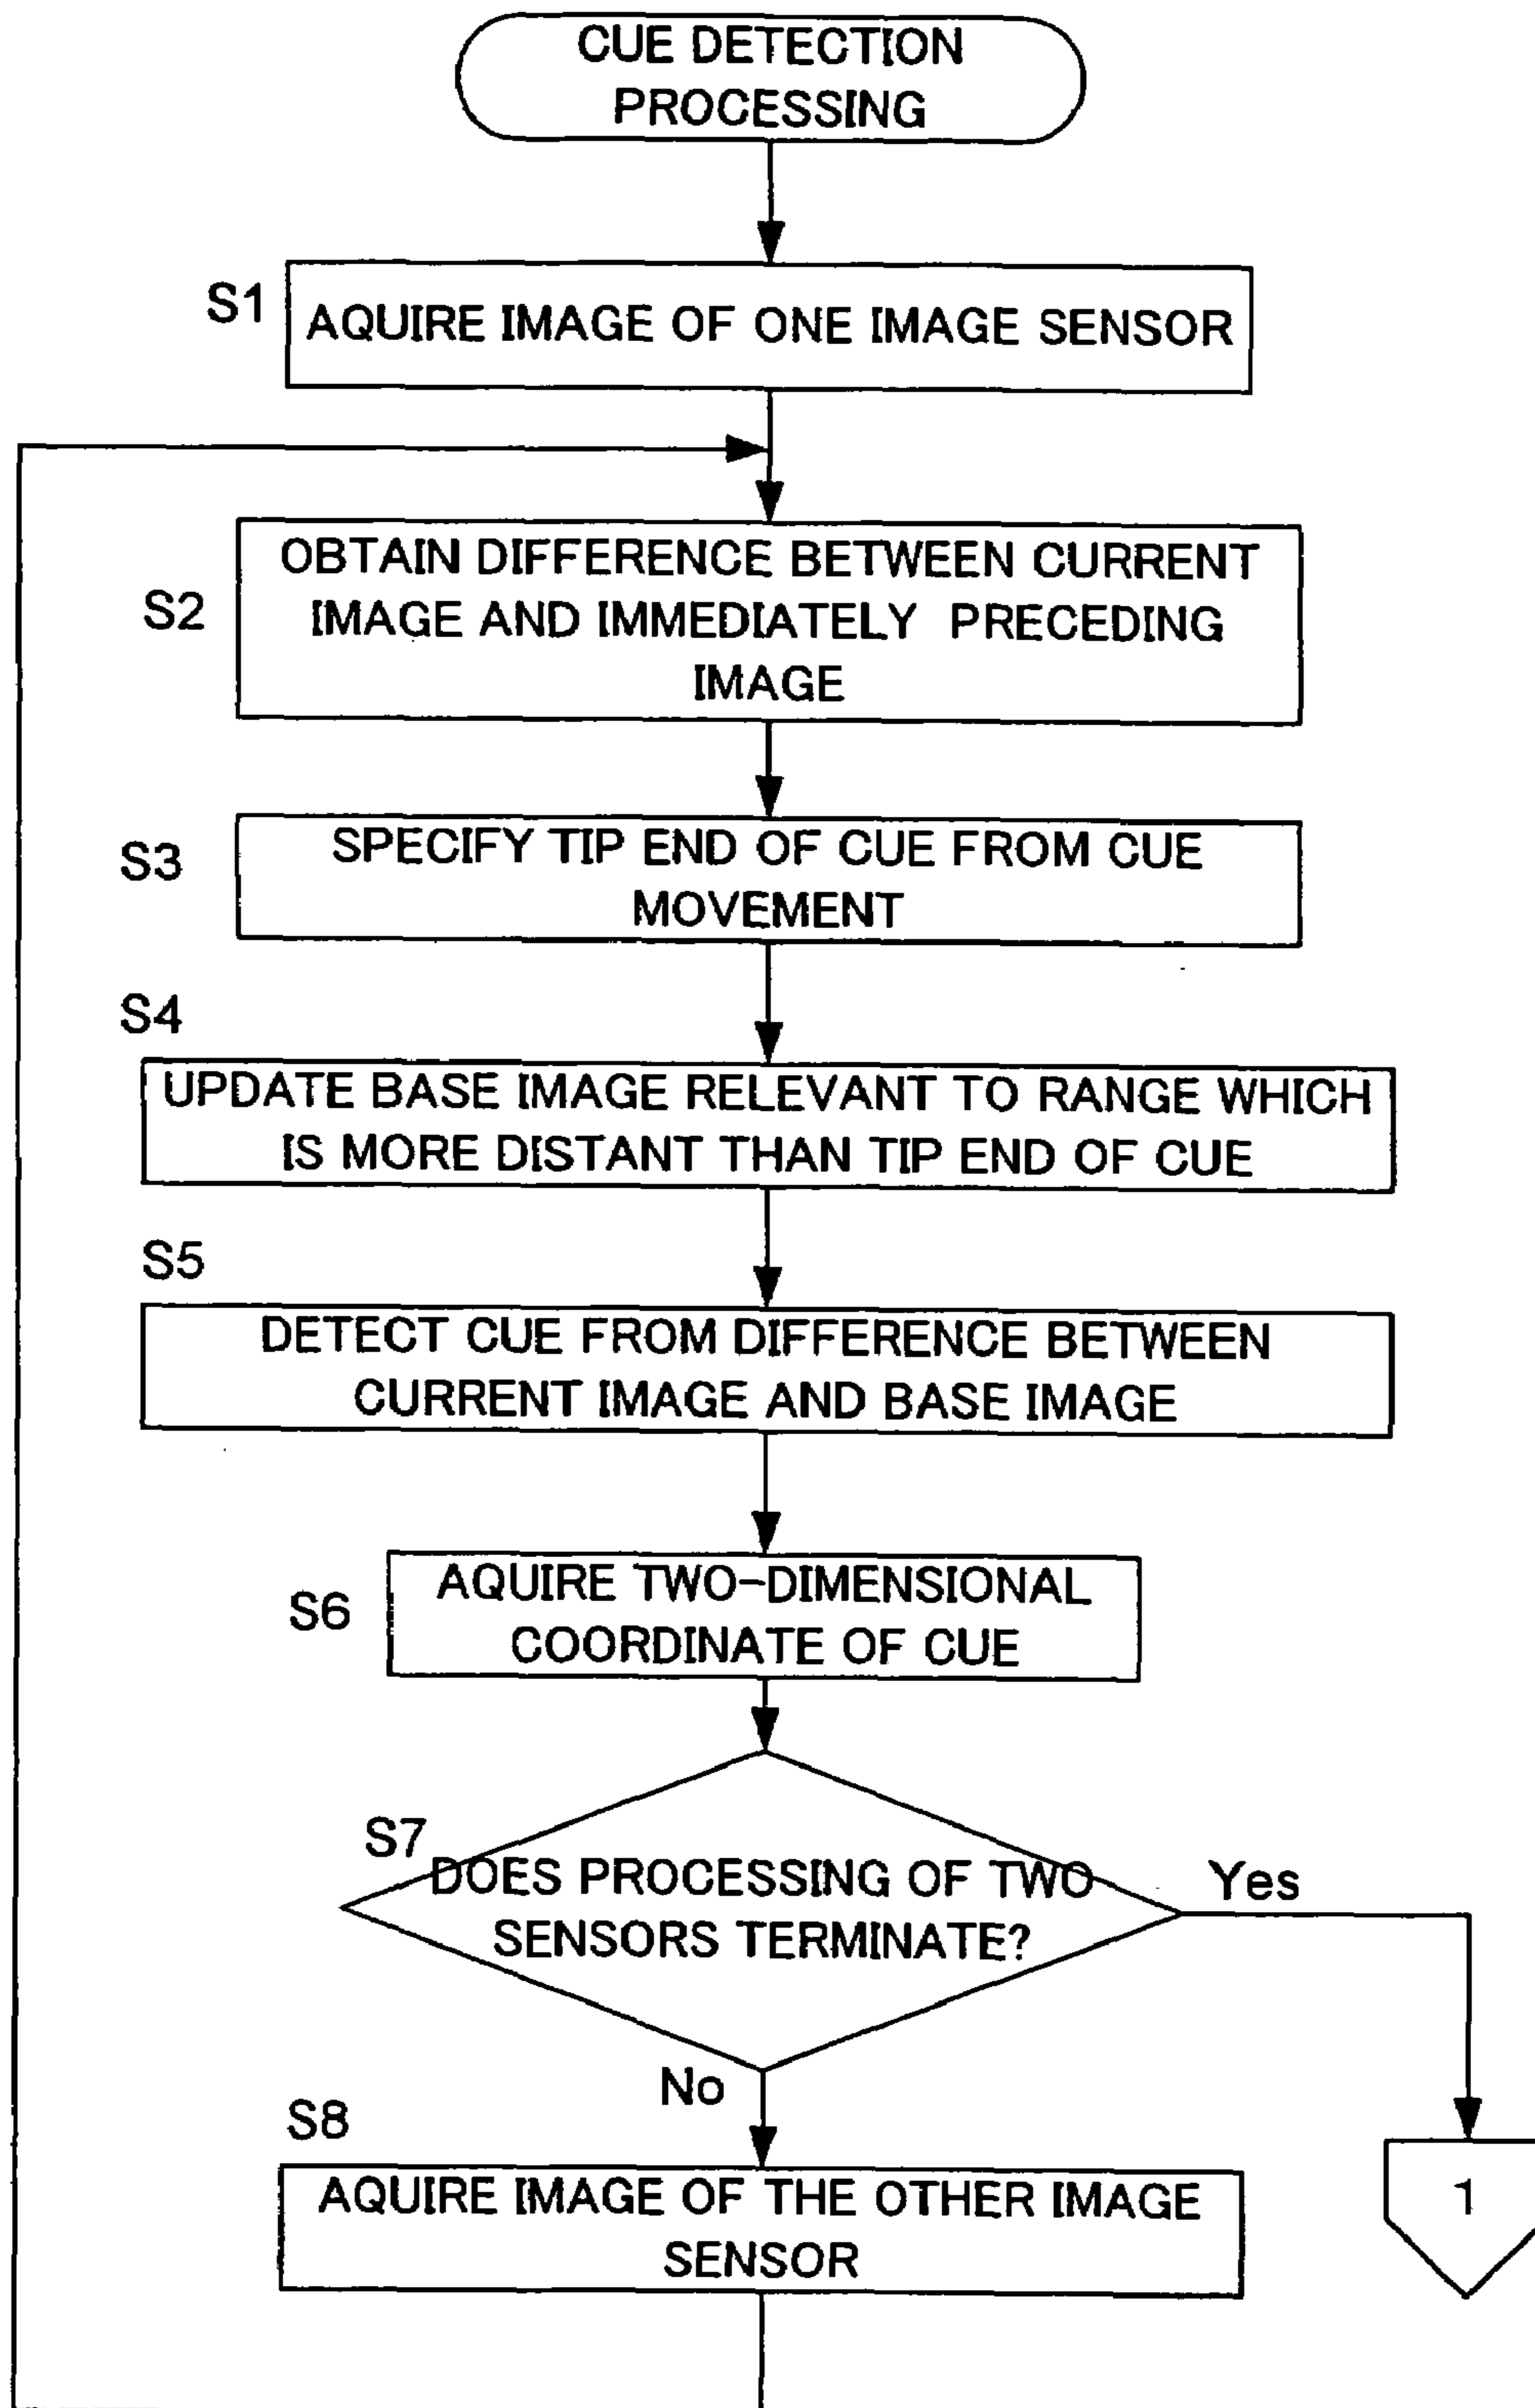 CUE DETECTION
PROCESSING
S1
AQUIRE IMAGE OF ONE IMAGE SENSOR
S2
OBTAIN DIFFERENCE BETWEEN CURRENT
IMAGE AND IMMEDIATELY PRECEDING
IMAGE
S3
SPECIFY TIP END OF CUE FROM CUE
MOVEMENT
S4
UPDATE BASE IMAGE RELEVANT TO RANGE WHICH
IS MORE DISTANT THAN TIP END OF CUE
S5
DETECT CUE FROM DIFFERENCE BETWEEN
CURRENT IMAGE AND BASE IMAGE
S6
AQUIRE TWO-DIMENSIONAL
COORDINATE OF CUE
S7
DOES PROCESSING OF TWO
SENSORS TERMINATE?
Yes
No
1
S8
AQUIRE IMAGE OF THE OTHER IMAGE
SENSOR